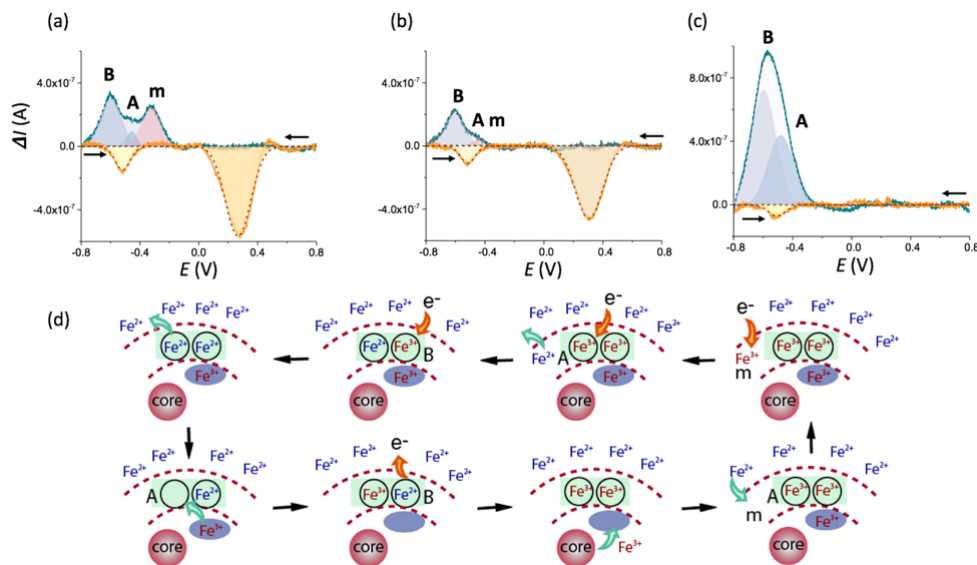 (a)
B
A
m
4.0x10⁻⁷
0.0
-4.0x10⁻⁷
ΔI (A)
-0.8 -0.4 0.0 0.4 0.8
E (V)
(b)
B
A m
4.0x10⁻⁷
0.0
-4.0x10⁻⁷
-0.8 -0.4 0.0 0.4 0.8
E (V)
(c)
B
A
8.0x10⁻⁷
4.0x10⁻⁷
0.0
-0.8 -0.4 0.0 0.4 0.8
E (V)
(d)
Fe²⁺ Fe²⁺ Fe²⁺ Fe²⁺
Fe²⁺ Fe²⁺
Fe³⁺
core
Fe²⁺ Fe²⁺ Fe²⁺ Fe²⁺
e-
Fe²⁺ Fe³⁺ B
Fe³⁺
core
Fe²⁺ Fe²⁺ Fe²⁺
e-
Fe²⁺ A Fe³⁺ Fe³⁺
Fe³⁺
core
e- Fe²⁺ Fe²⁺ Fe²⁺
Fe³⁺ m
Fe³⁺ Fe³⁺
Fe³⁺
core
Fe²⁺ Fe²⁺ Fe²⁺ Fe²⁺
A Fe²⁺
Fe³⁺
core
Fe²⁺ Fe²⁺ Fe²⁺ Fe²⁺
e-
Fe³⁺ Fe²⁺ B
core
Fe²⁺ Fe²⁺ Fe²⁺ Fe²⁺
Fe³⁺ Fe³⁺
core
Fe³⁺
Fe²⁺ Fe²⁺ Fe²⁺ Fe²⁺
m
A Fe³⁺ Fe³⁺
Fe³⁺
core